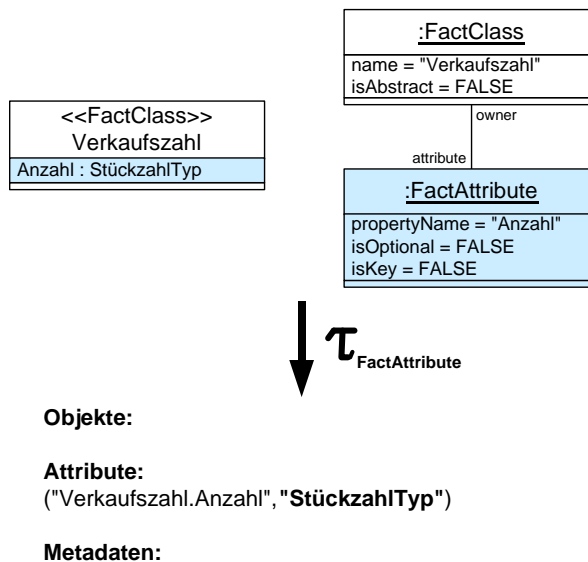 <<FactClass>>
Verkaufszahl
Anzahl : StückzahlTyp
:FactClass
name = "Verkaufszahl"
isAbstract = FALSE
owner
attribute
:FactAttribute
propertyName = "Anzahl"
isOptional = FALSE
isKey = FALSE
τFactAttribute
Objekte:
Attribute:
("Verkaufszahl.Anzahl","StückzahlTyp")
Metadaten: